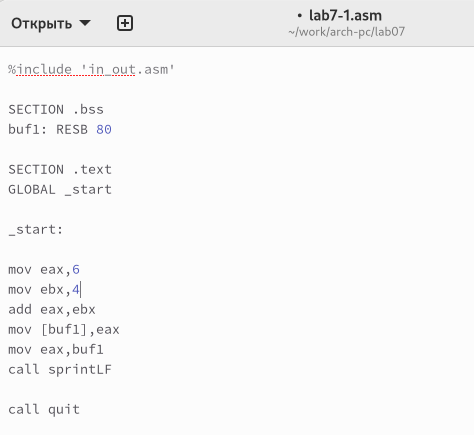 Открыть
• lab7-1.asm
~/work/arch-pc/lab07
%include 'in_out.asm'
SECTION .bss
buf1: RESB 80
SECTION .text
GLOBAL _start
_start:
mov eax,6
mov ebx,4
add eax,ebx
mov [buf1],eax
mov eax,buf1
call sprintLF
call quit